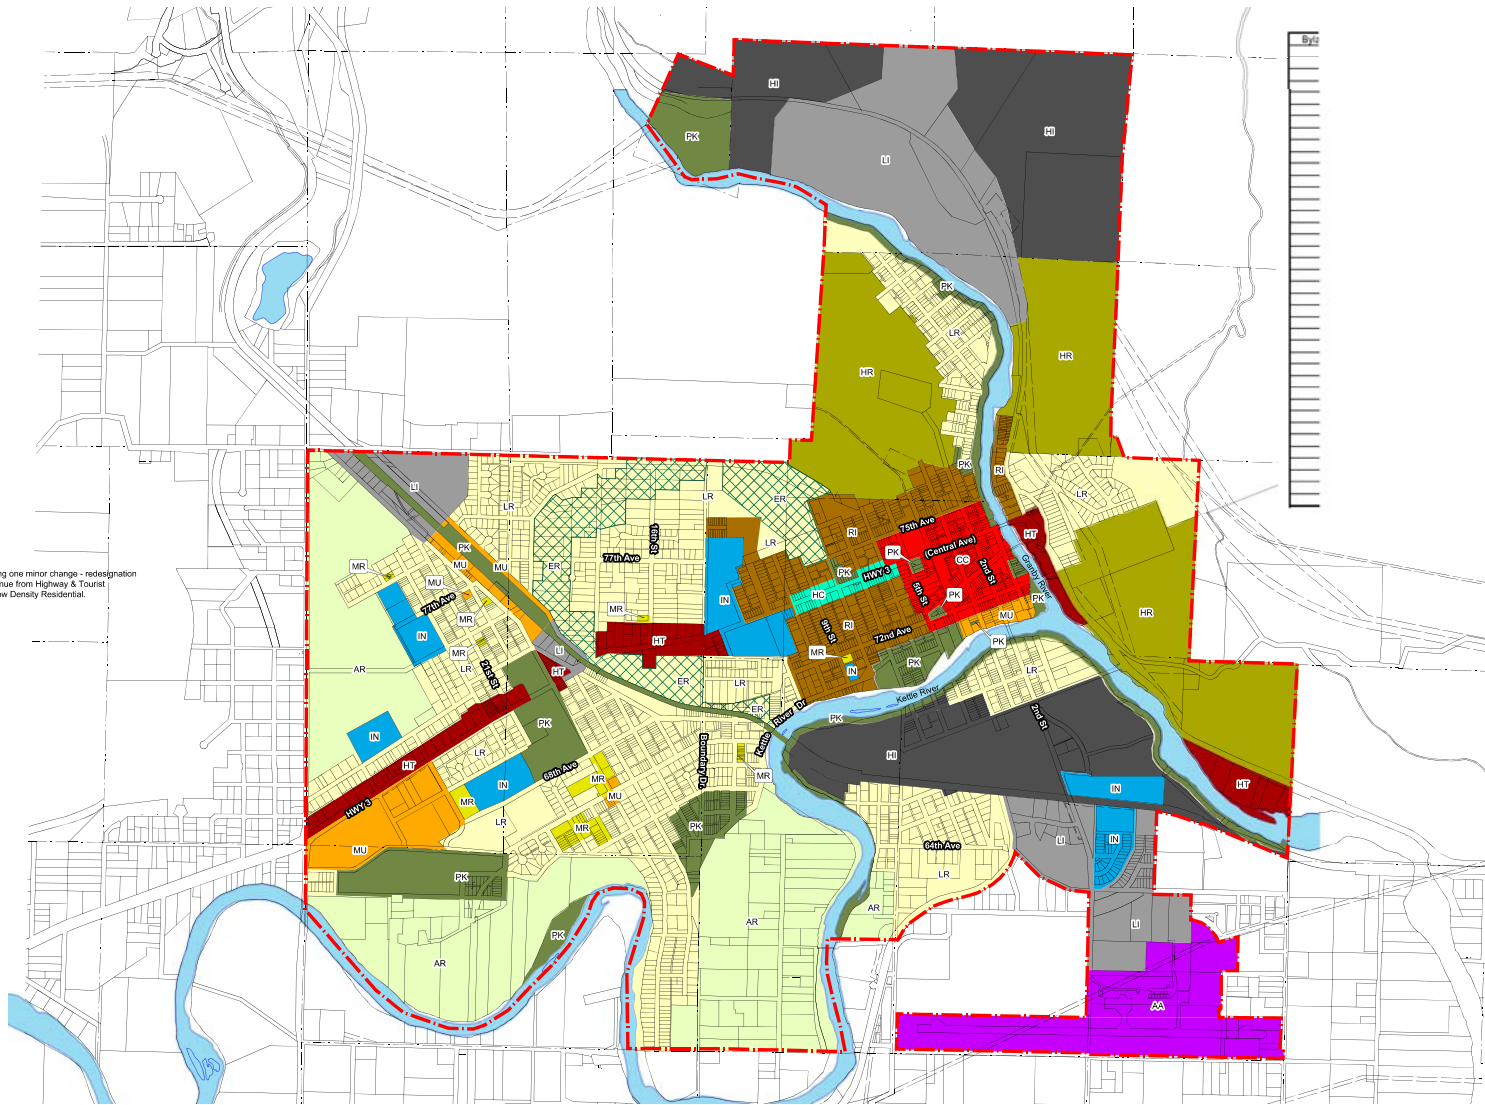 Byla
HI
HI
PK
LI
PK
LR
HR
HR
PK
RI
LR
LI
LR
LR
ER
75th Ave
RI
HT
16th St
PK
(Central Ave)
CC
LR
PK
MU
77th Ave
PK
HWY 3
2nd St
Granby River
ng one minor change - redesignation
nue from Highway & Tourist
ow Density Residential.
MR
MU
MU
ER
MU
77th Ave
MR
IN
HC
5th St
PK
PK
HR
MR
IN
RI
9th St
72nd Ave
MU
HT
PK
LI
MR
MR
IN
PK
AR
LR
21st St
HT
ER
LR
LR
Kettle River
PK
ER
River Dr
Kettle
PK
2nd St
IN
LR
Boundary Dr.
HI
HT
68th Ave
MR
MR
IN
HT
IN
HWY 3
MR
MU
LR
MR
PK
LI
IN
MU
64th Ave
PK
LR
AR
AR
LI
PK
AR
AA